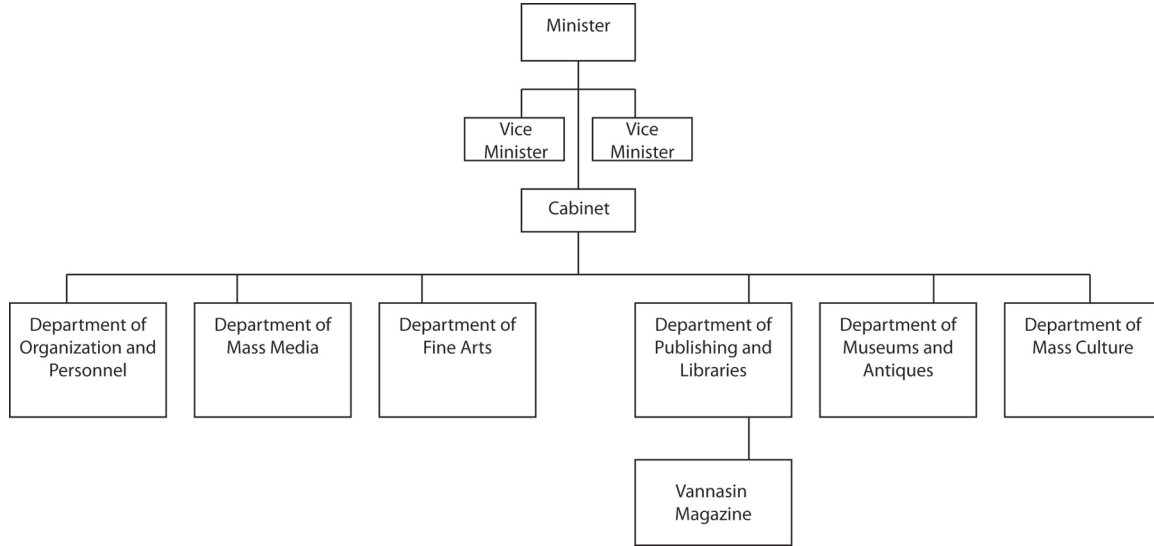 Minister
Vice
Minister
Vice
Minister
Cabinet
Department of
Organization and
Personnel
Department of
Mass Media
Department of
Fine Arts
Department of
Publishing and
Libraries
Department of
Museums and
Antiques
Department of
Mass Culture
Vannasin
Magazine